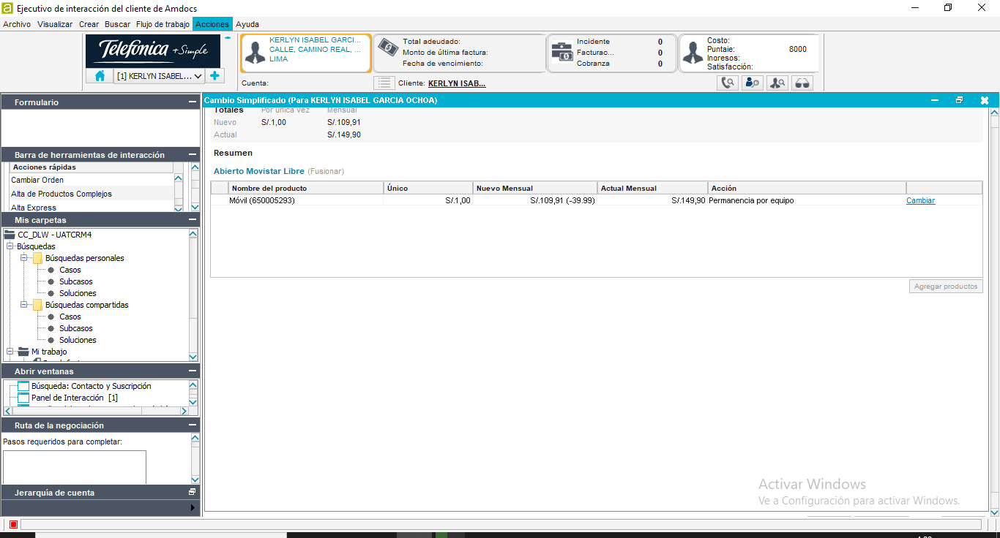 Ejecutivo de interacción del cliente de Amdocs
Archivo Visualizar Crear Buscar Flujo de trabajo Acciones Ayuda
Telefónica +Simple
[1] KERLYN ISABEL...
KERLYN ISABEL GARCI...
CALLE, CAMINO REAL, ...
LIMA
Total adeudado:
Monto de última factura:
Fecha de vencimiento:
Incidente 0
Facturac... 0
Cobranza 0
Costo:
Puntaje: 8000
Ingresos:
Satisfacción:
Cuenta:
Cliente: KERLYN ISAB...
Formulario
Barra de herramientas de interacción
Acciones rápidas
Cambiar Orden
Alta de Productos Complejos
Alta Express
Mis carpetas
CC_DLW - UATCRM4
Búsquedas
Búsquedas personales
Casos
Subcasos
Soluciones
Búsquedas compartidas
Casos
Subcasos
Soluciones
Mi trabajo
Abrir ventanas
Búsqueda: Contacto y Suscripción
Panel de Interacción [1]
Ruta de la negociación
Pasos requeridos para completar:
Jerarquía de cuenta
Cambio Simplificado (Para KERLYN ISABEL GARCIA OCHOA)
Totales Por única vez Mensual
Nuevo S/.1,00 S/.109,91
Actual S/.149,90
Resumen
Abierto Movistar Libre (Fusionar)
Nombre del producto Único Nuevo Mensual Actual Mensual Acción
Móvil (650005293) S/.1,00 S/.109,91 (-39.99) S/.149,90 Permanencia por equipo Cambiar
Agregar productos
Activar Windows
Ve a Configuración para activar Windows.